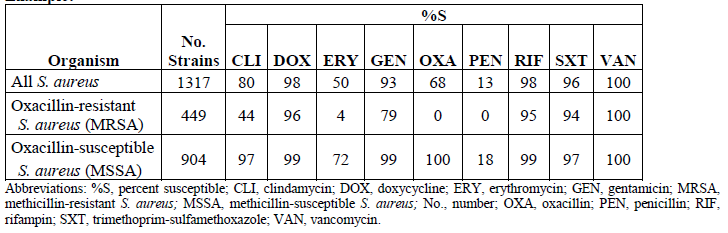 %S
No.
Organism Strains CLI DOX ERY GEN OXA PEN RIF SXT VAN
All S. aureus 1317 80 98 50 93 68 13 98 96 100
Oxacillin-resistant
S. aureus (MRSA) 449 44 96 4 79 0 0 95 94 100
Oxacillin-susceptible
S. aureus (MSSA) 904 97 99 72 99 100 18 99 97 100
Abbreviations: %S, percent susceptible; CLI, clindamycin; DOX, doxycycline; ERY, erythromycin; GEN, gentamicin; MRSA,
methicillin-resistant S. aureus; MSSA, methicillin-susceptible S. aureus; No., number; OXA, oxacillin; PEN, penicillin; RIF,
rifampin; SXT, trimethoprim-sulfamethoxazole; VAN, vancomycin.